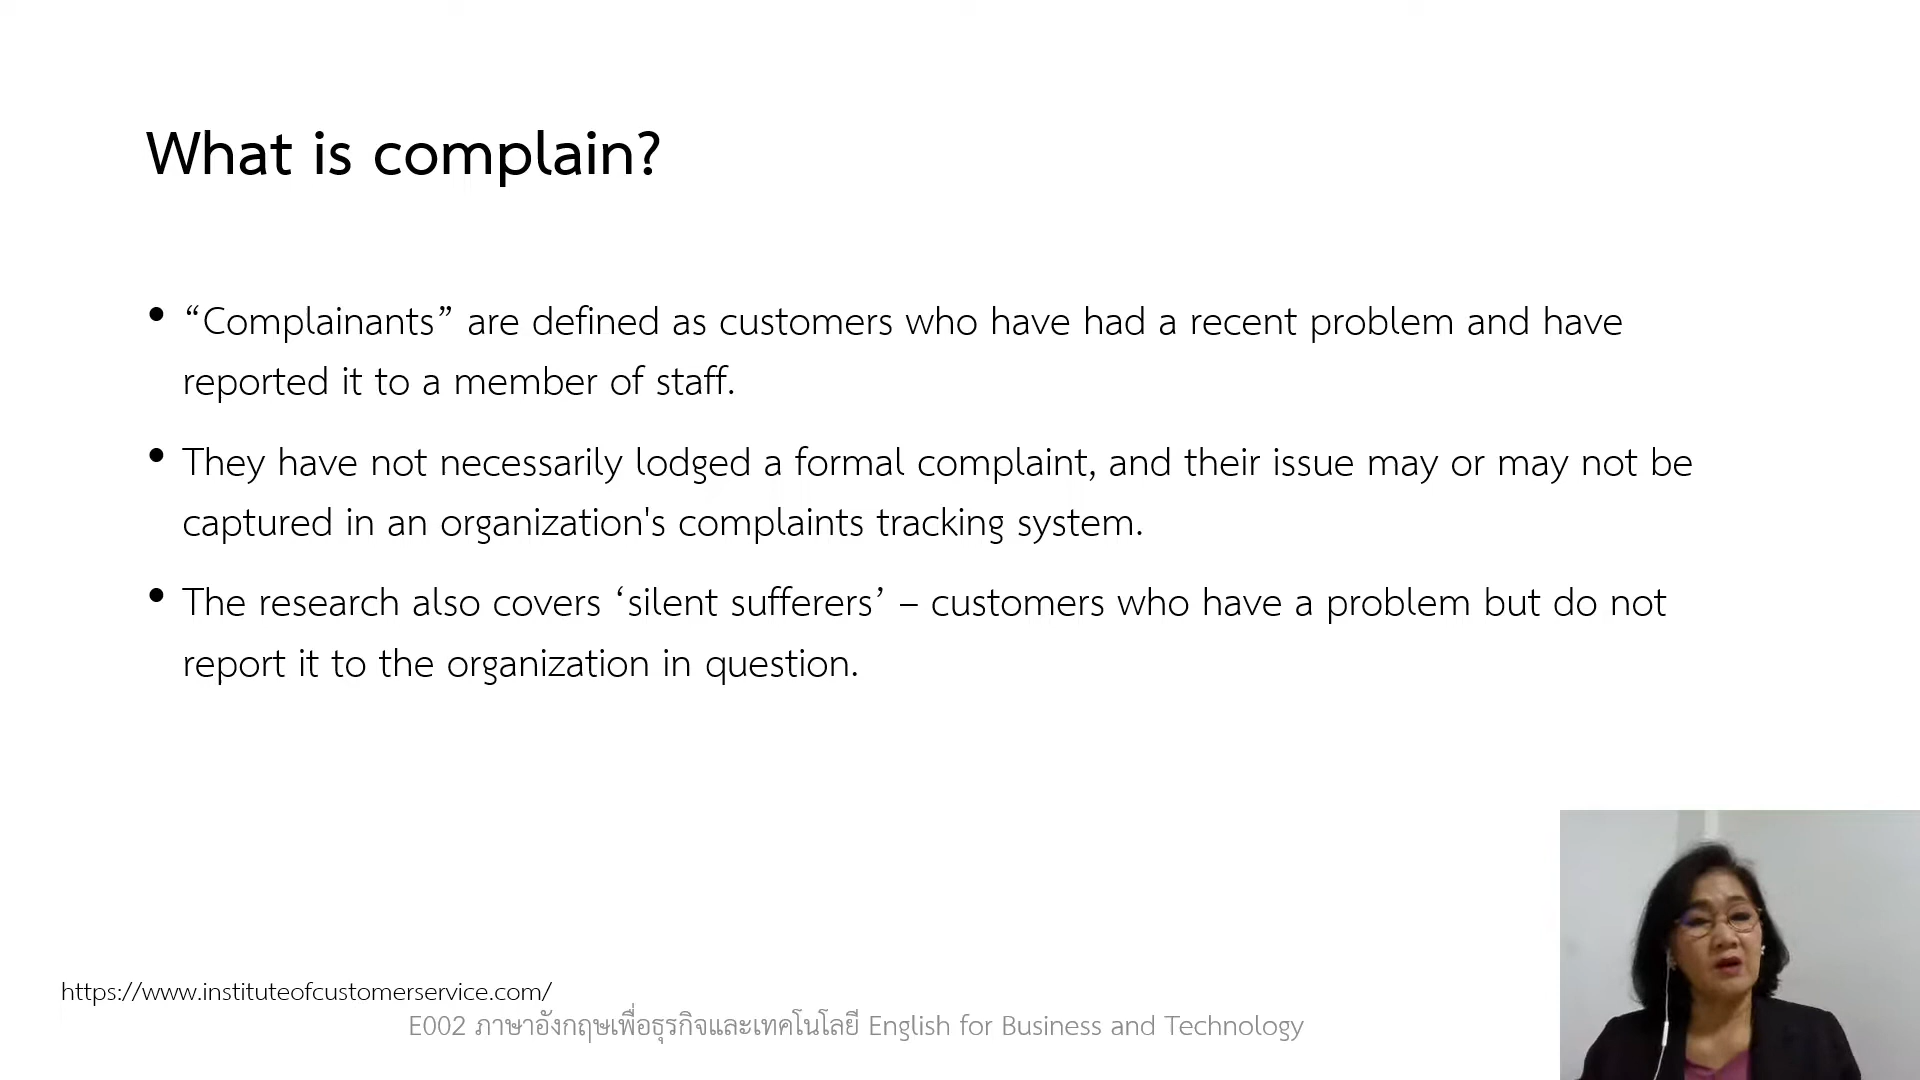 What is complain?
• “Complainants” are defined as customers who have had a recent problem and have
reported it to a member of staff.
• They have not necessarily lodged a formal complaint, and their issue may or may not be
captured in an organization's complaints tracking system.
• The research also covers ‘silent sufferers’ – customers who have a problem but do not
report it to the organization in question.
https://www.instituteofcustomerservice.com/
E002 ภาษาอังกฤษเพื่อธุรกิจและเทคโนโลยี English for Business and Technology